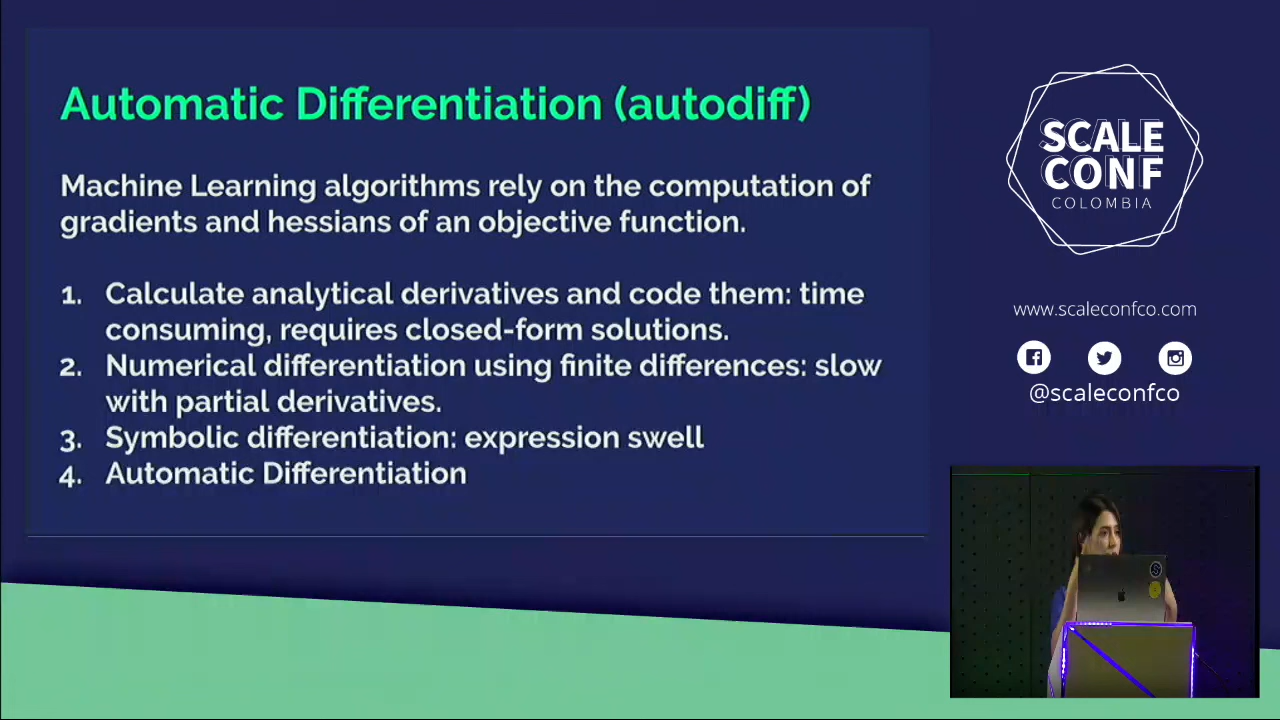 Automatic Differentiation (autodiff)
Machine Learning algorithms rely on the computation of
gradients and hessians of an objective function.
1. Calculate analytical derivatives and code them: time
consuming, requires closed-form solutions.
2. Numerical differentiation using finite differences: slow
with partial derivatives.
3. Symbolic differentiation: expression swell
4. Automatic Differentiation
SCALE
CONF
COLOMBIA
www.scaleconfco.com
@scaleconfco